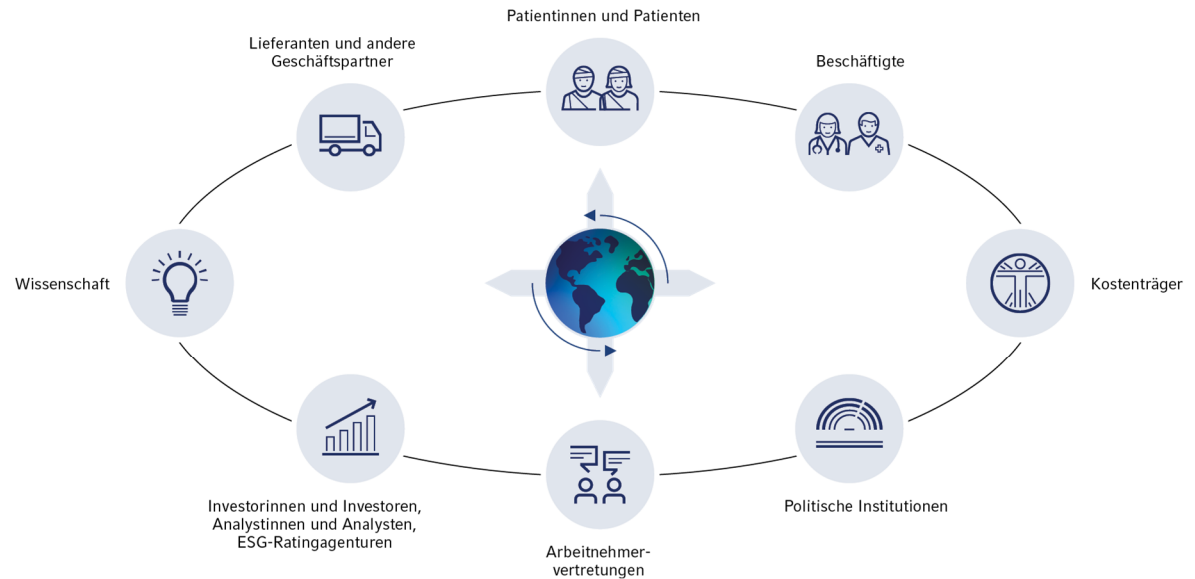 Patientinnen und Patienten
Lieferanten und andere
Geschäftspartner
Beschäftigte
Wissenschaft
Kostenträger
Investorinnen und Investoren,
Analystinnen und Analysten,
ESG-Ratingagenturen
Politische Institutionen
Arbeitnehmer-
vertretungen